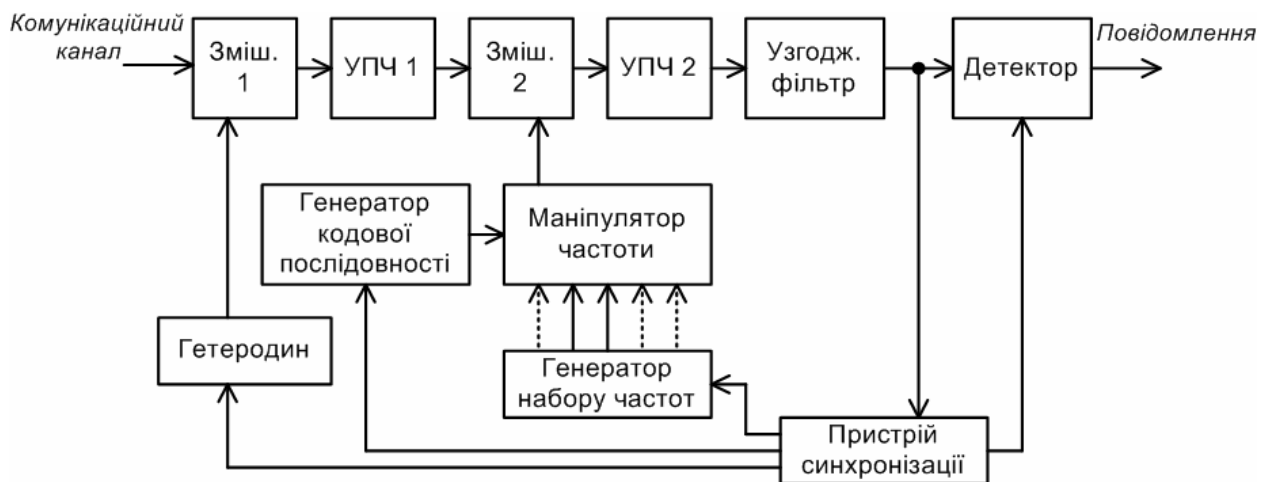 Комунікаційний
канал
Зміш.
1
УПЧ 1
Зміш.
2
УПЧ 2
Узгодж.
фільтр
Детектор
Повідомлення
Генератор
кодової
послідовності
Маніпулятор
частоти
Гетеродин
Генератор
набору частот
Пристрій
синхронізації